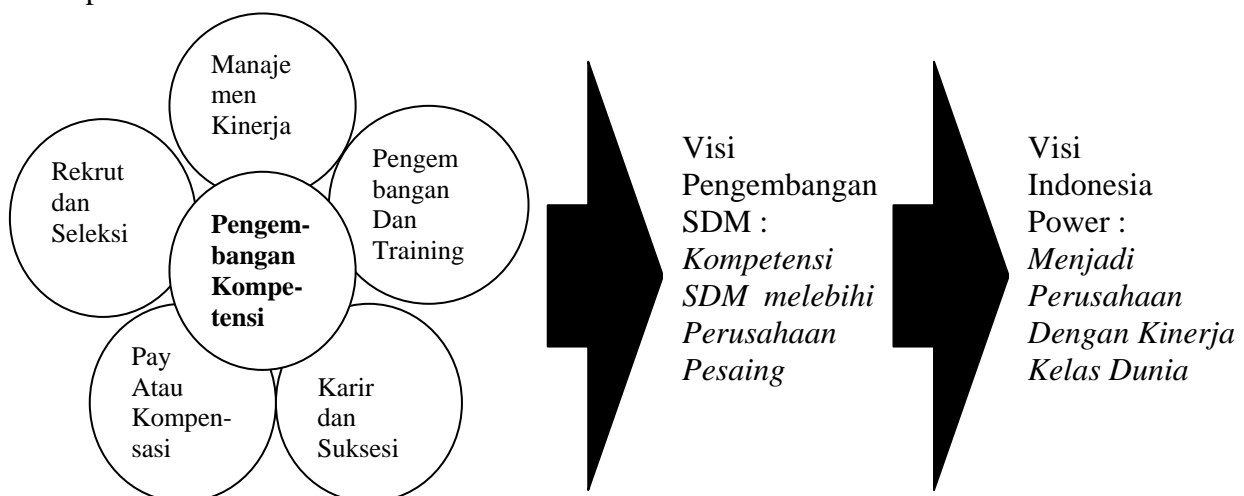 Manaje
men
Kinerja
Rekrut
dan
Seleksi
Pengem
bangan
Dan
Training
Pengem-
bangan
Kompe-
tensi
Pay
Atau
Kompen-
sasi
Karir
dan
Suksesi
Visi
Pengembangan
SDM :
Kompetensi
SDM melebihi
Perusahaan
Pesaing
Visi
Indonesia
Power :
Menjadi
Perusahaan
Dengan Kinerja
Kelas Dunia